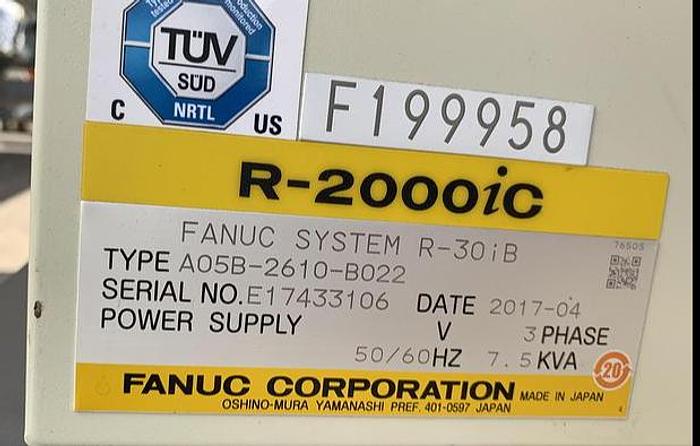 TÜV
SÜD
NRTL
C US
F199958
R-2000iC
FANUC SYSTEM R-30iB
76505
TYPE A05B-2610-B022
SERIAL NO. E17433106 DATE 2017-04
POWER SUPPLY V 3 PHASE
50/60HZ 7.5 KVA
20
FANUC CORPORATION MADE IN JAPAN
OSHINO-MURA YAMANASHI PREF. 401-0597 JAPAN